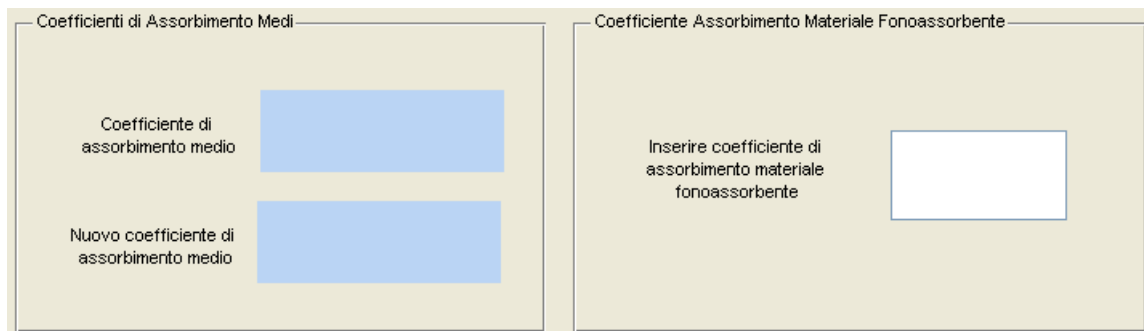 Coefficienti di Assorbimento Medi
Coefficiente di
assorbimento medio
Nuovo coefficiente di
assorbimento medio
Coefficiente Assorbimento Materiale Fonoassorbente
Inserire coefficiente di
assorbimento materiale
fonoassorbente